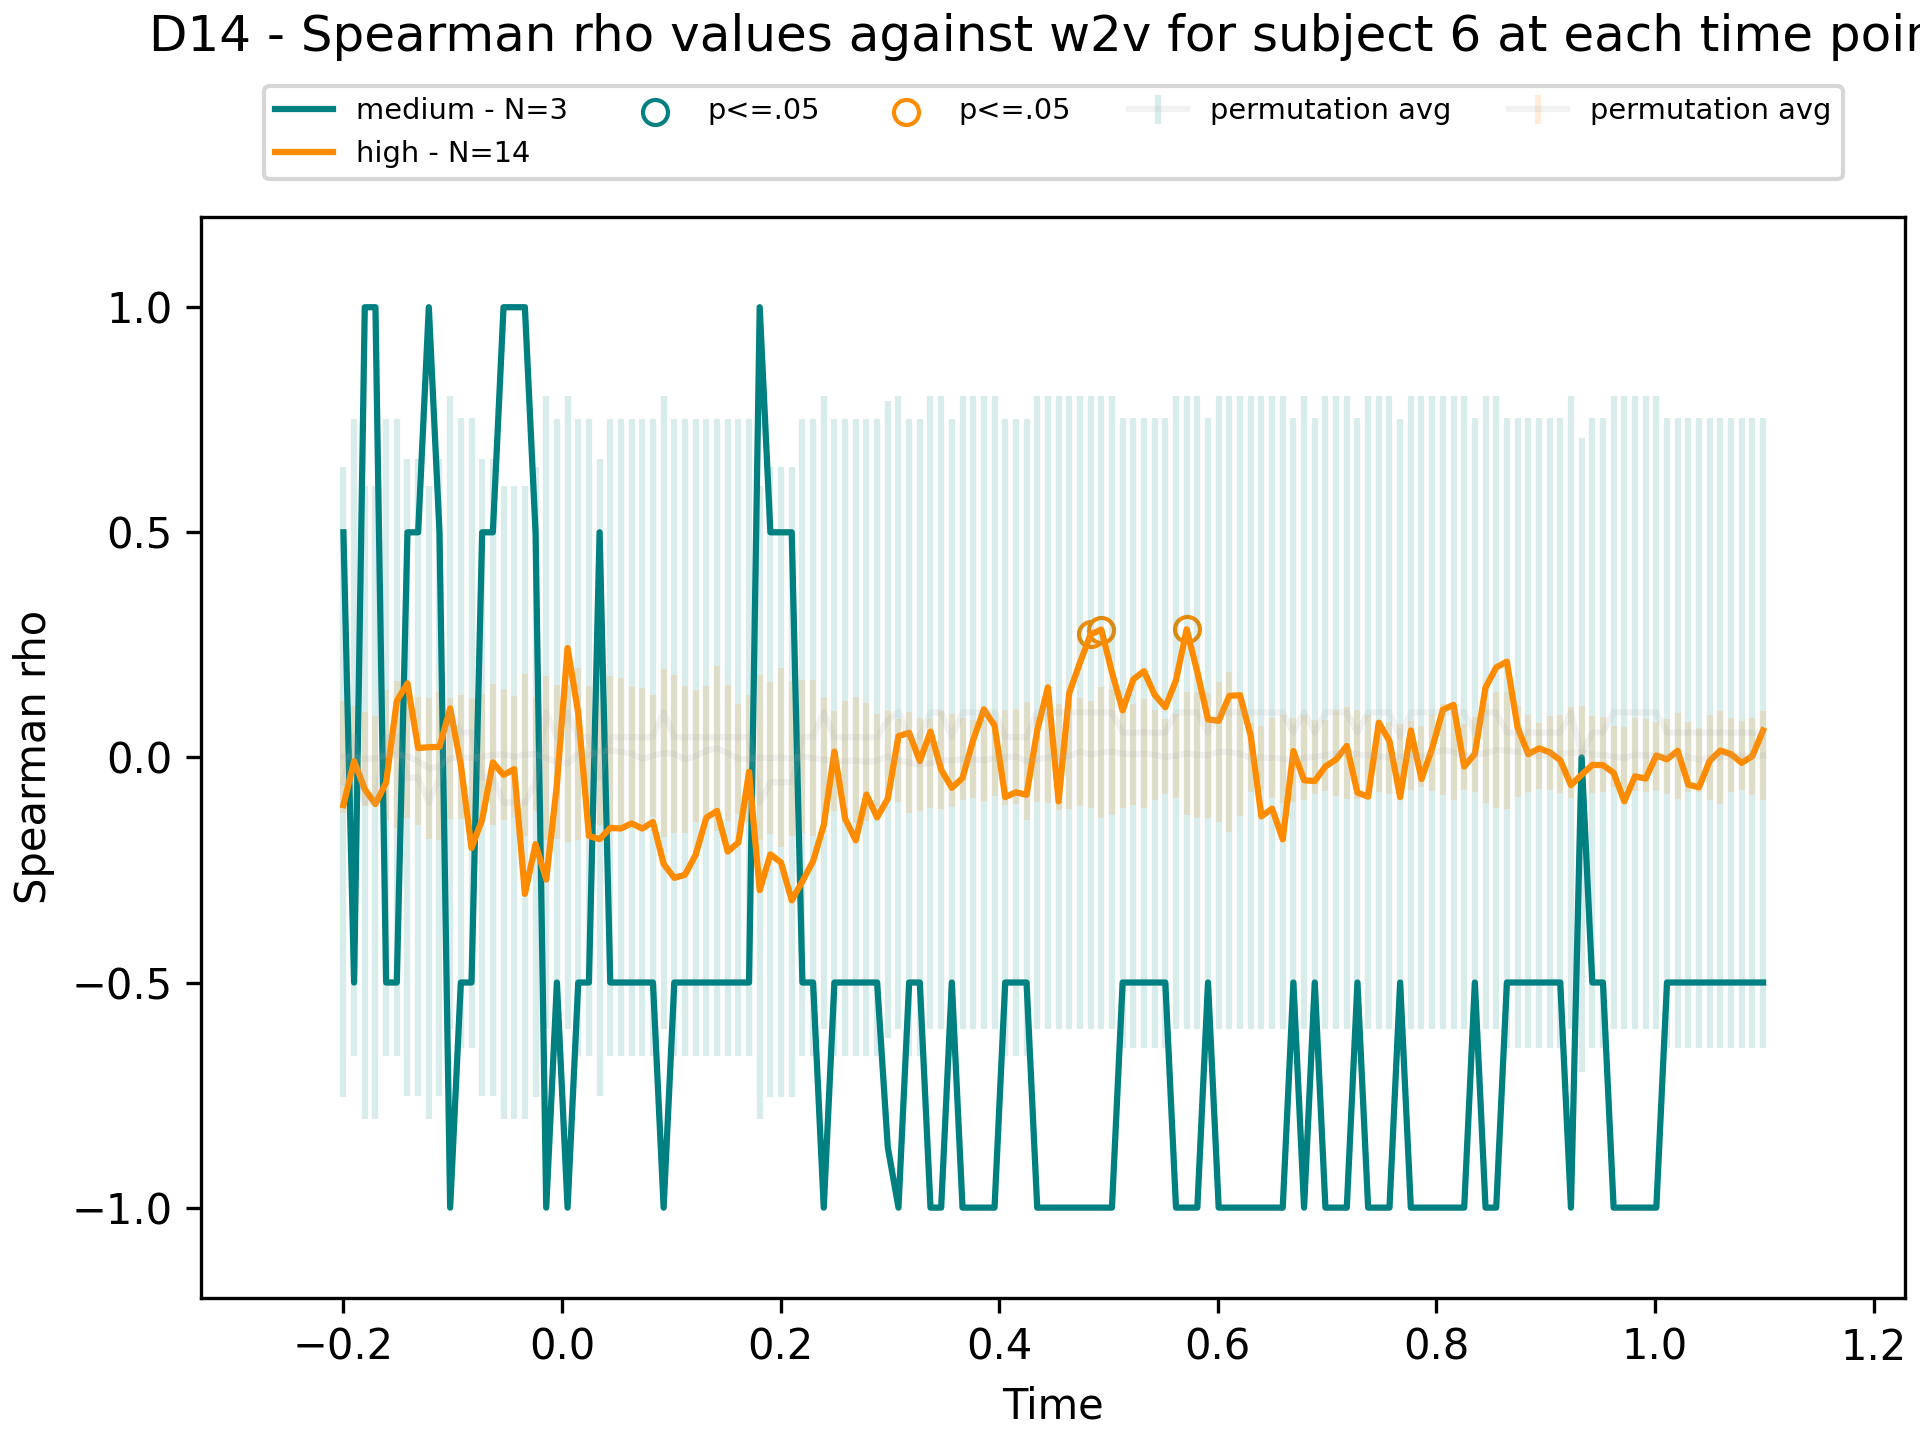 D14 - Spearman rho values against w2v for subject 6 at each time poin
medium - N=3 p<=.05 p<=.05 permutation avg permutation avg
high - N=14
1.0
0.5
0.0
−0.5
−1.0
Spearman rho
−0.2 0.0 0.2 0.4 0.6 0.8 1.0 1.2
Time